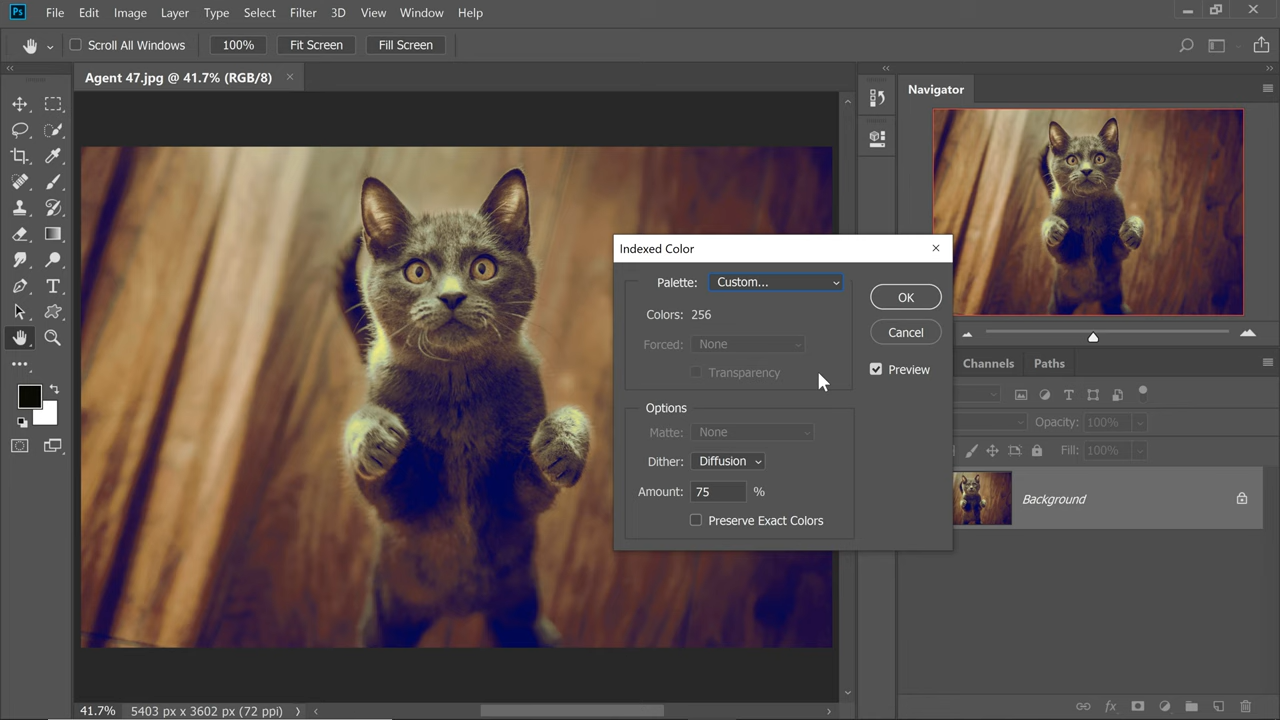 Ps File Edit Image Layer Type Select Filter 3D View Window Help
Scroll All Windows 100% Fit Screen Fill Screen
Agent 47.jpg @ 41.7% (RGB/8)
Navigator
Indexed Color
Palette: Custom...
OK
Colors: 256
Cancel
Forced: None
Transparency
Preview
Options
Matte: None
Dither: Diffusion
Amount: 75 %
Preserve Exact Colors
Channels Paths
Opacity: 100%
Fill: 100%
Background
fx
41.7% 5403 px x 3602 px (72 ppi)